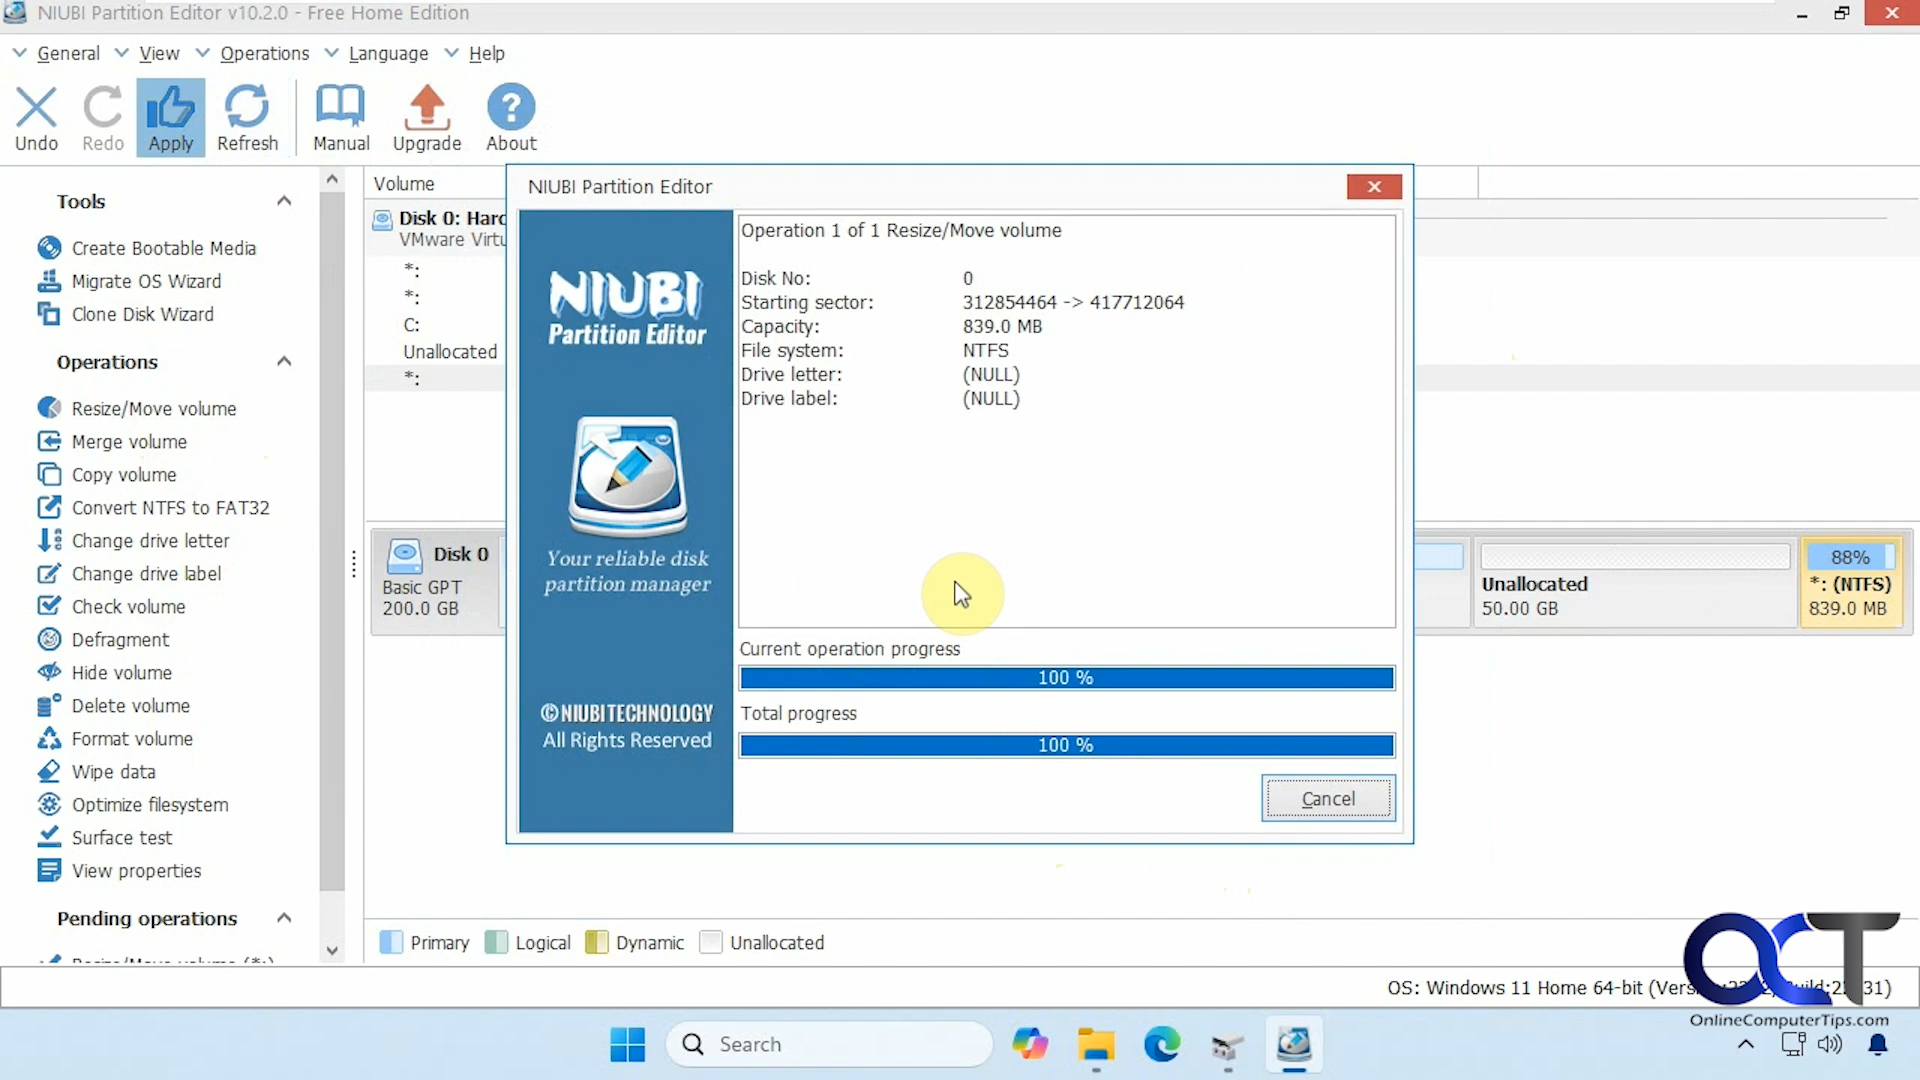 NIUBI Partition Editor v10.2.0 - Free Home Edition
General View Operations Language Help
Undo Redo Apply Refresh Manual Upgrade About
Tools
Create Bootable Media
Migrate OS Wizard
Clone Disk Wizard
Operations
Resize/Move volume
Merge volume
Copy volume
Convert NTFS to FAT32
Change drive letter
Change drive label
Check volume
Defragment
Hide volume
Delete volume
Format volume
Wipe data
Optimize filesystem
Surface test
View properties
Pending operations
Volume
Disk 0: Hard
VMware Virtu
*:
*:
C:
Unallocated
*:
NIUBI Partition Editor
NIUBI
Partition Editor
Your reliable disk
partition manager
©NIUBITECHNOLOGY
All Rights Reserved
Operation 1 of 1 Resize/Move volume
Disk No: 0
Starting sector: 312854464 -> 417712064
Capacity: 839.0 MB
File system: NTFS
Drive letter: (NULL)
Drive label: (NULL)
Current operation progress
100 %
Total progress
100 %
Cancel
Disk 0
Basic GPT
200.0 GB
Unallocated
50.00 GB
88%
*: (NTFS)
839.0 MB
Primary Logical Dynamic Unallocated
OS: Windows 11 Home 64-bit
OCT
OnlineComputerTips.com
Search